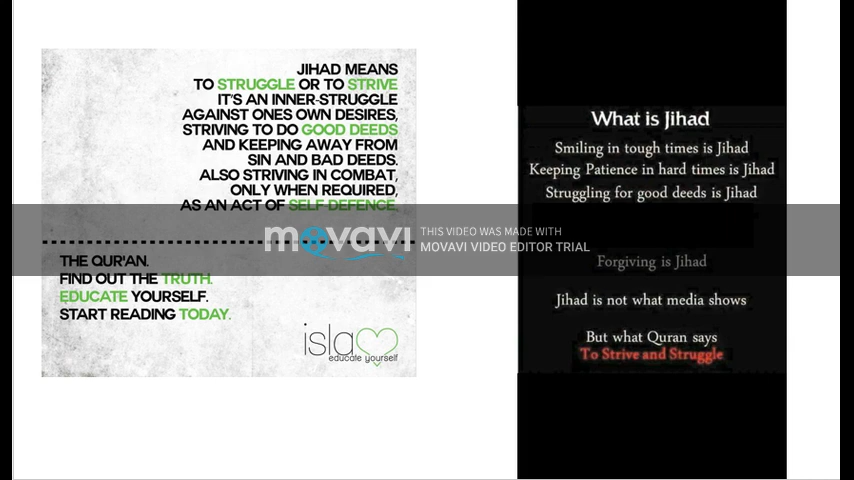 JIHAD MEANS
TO STRUGGLE OR TO STRIVE
IT'S AN INNER-STRUGGLE
AGAINST ONES OWN DESIRES,
STRIVING TO DO GOOD DEEDS
AND KEEPING AWAY FROM
SIN AND BAD DEEDS.
ALSO STRIVING IN COMBAT,
ONLY WHEN REQUIRED,
AS AN ACT OF SELF-DEFENCE.
THE QUR'AN.
FIND OUT THE TRUTH.
EDUCATE YOURSELF.
START READING TODAY.
isla
educate yourself
movavi
THIS VIDEO WAS MADE WITH
MOVAVI VIDEO EDITOR TRIAL
What is Jihad
Smiling in tough times is Jihad
Keeping Patience in hard times is Jihad
Struggling for good deeds is Jihad
Forgiving is Jihad
Jihad is not what media shows
But what Quran says
To Strive and Struggle